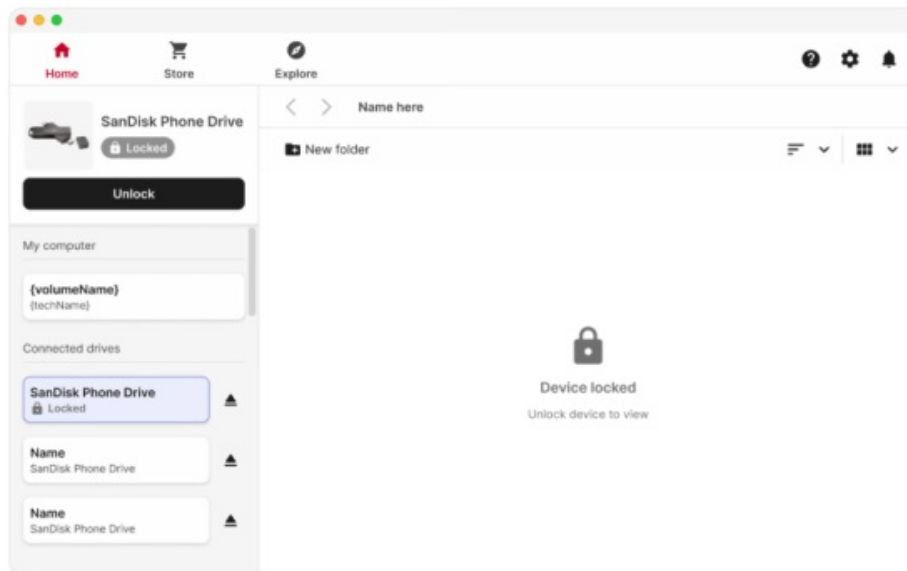 Home
Store
Explore
SanDisk Phone Drive
Locked
Unlock
My computer
{volumeName}
{techName}
Connected drives
SanDisk Phone Drive
Locked
Name
SanDisk Phone Drive
Name
SanDisk Phone Drive
Name here
New folder
Device locked
Unlock device to view